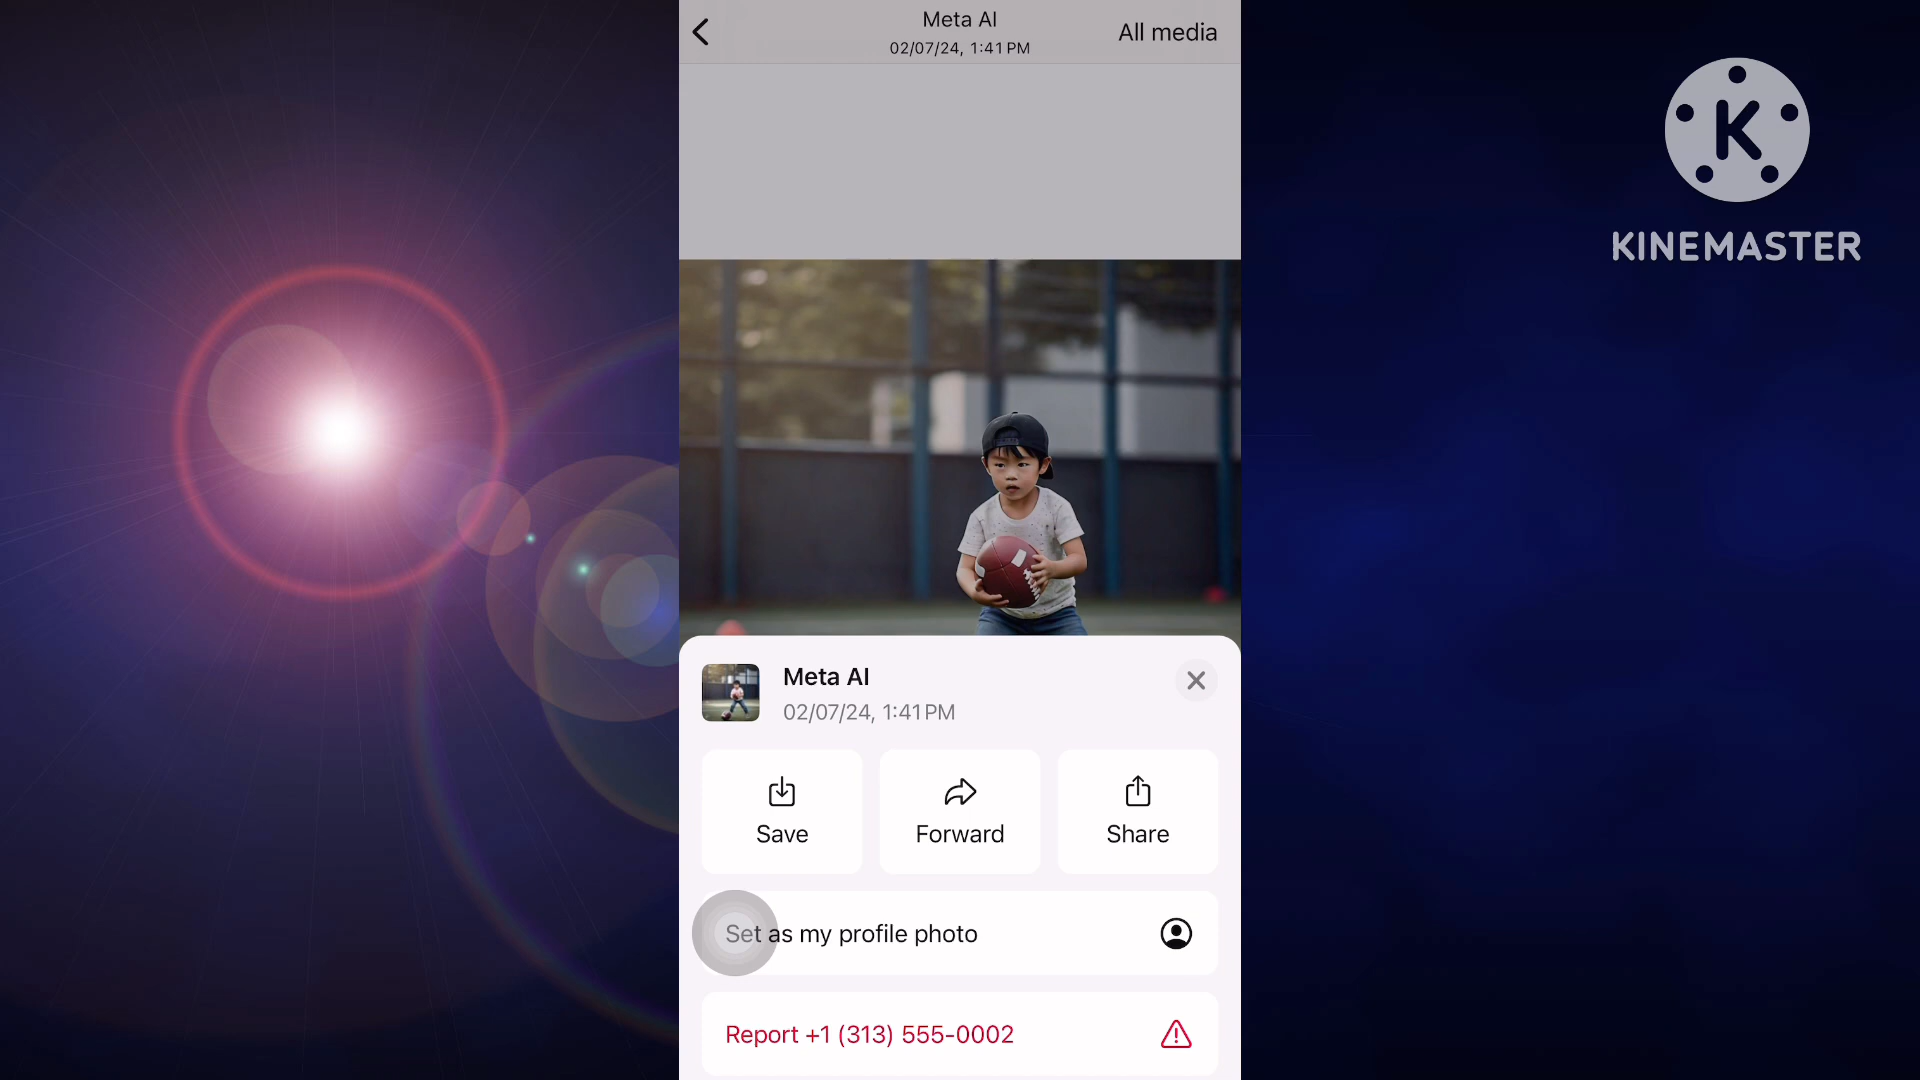 Meta AI
02/07/24, 1:41 PM
All media
K
KINEMASTER
Meta AI
02/07/24, 1:41 PM
Save
Forward
Share
Set as my profile photo
Report +1 (313) 555-0002